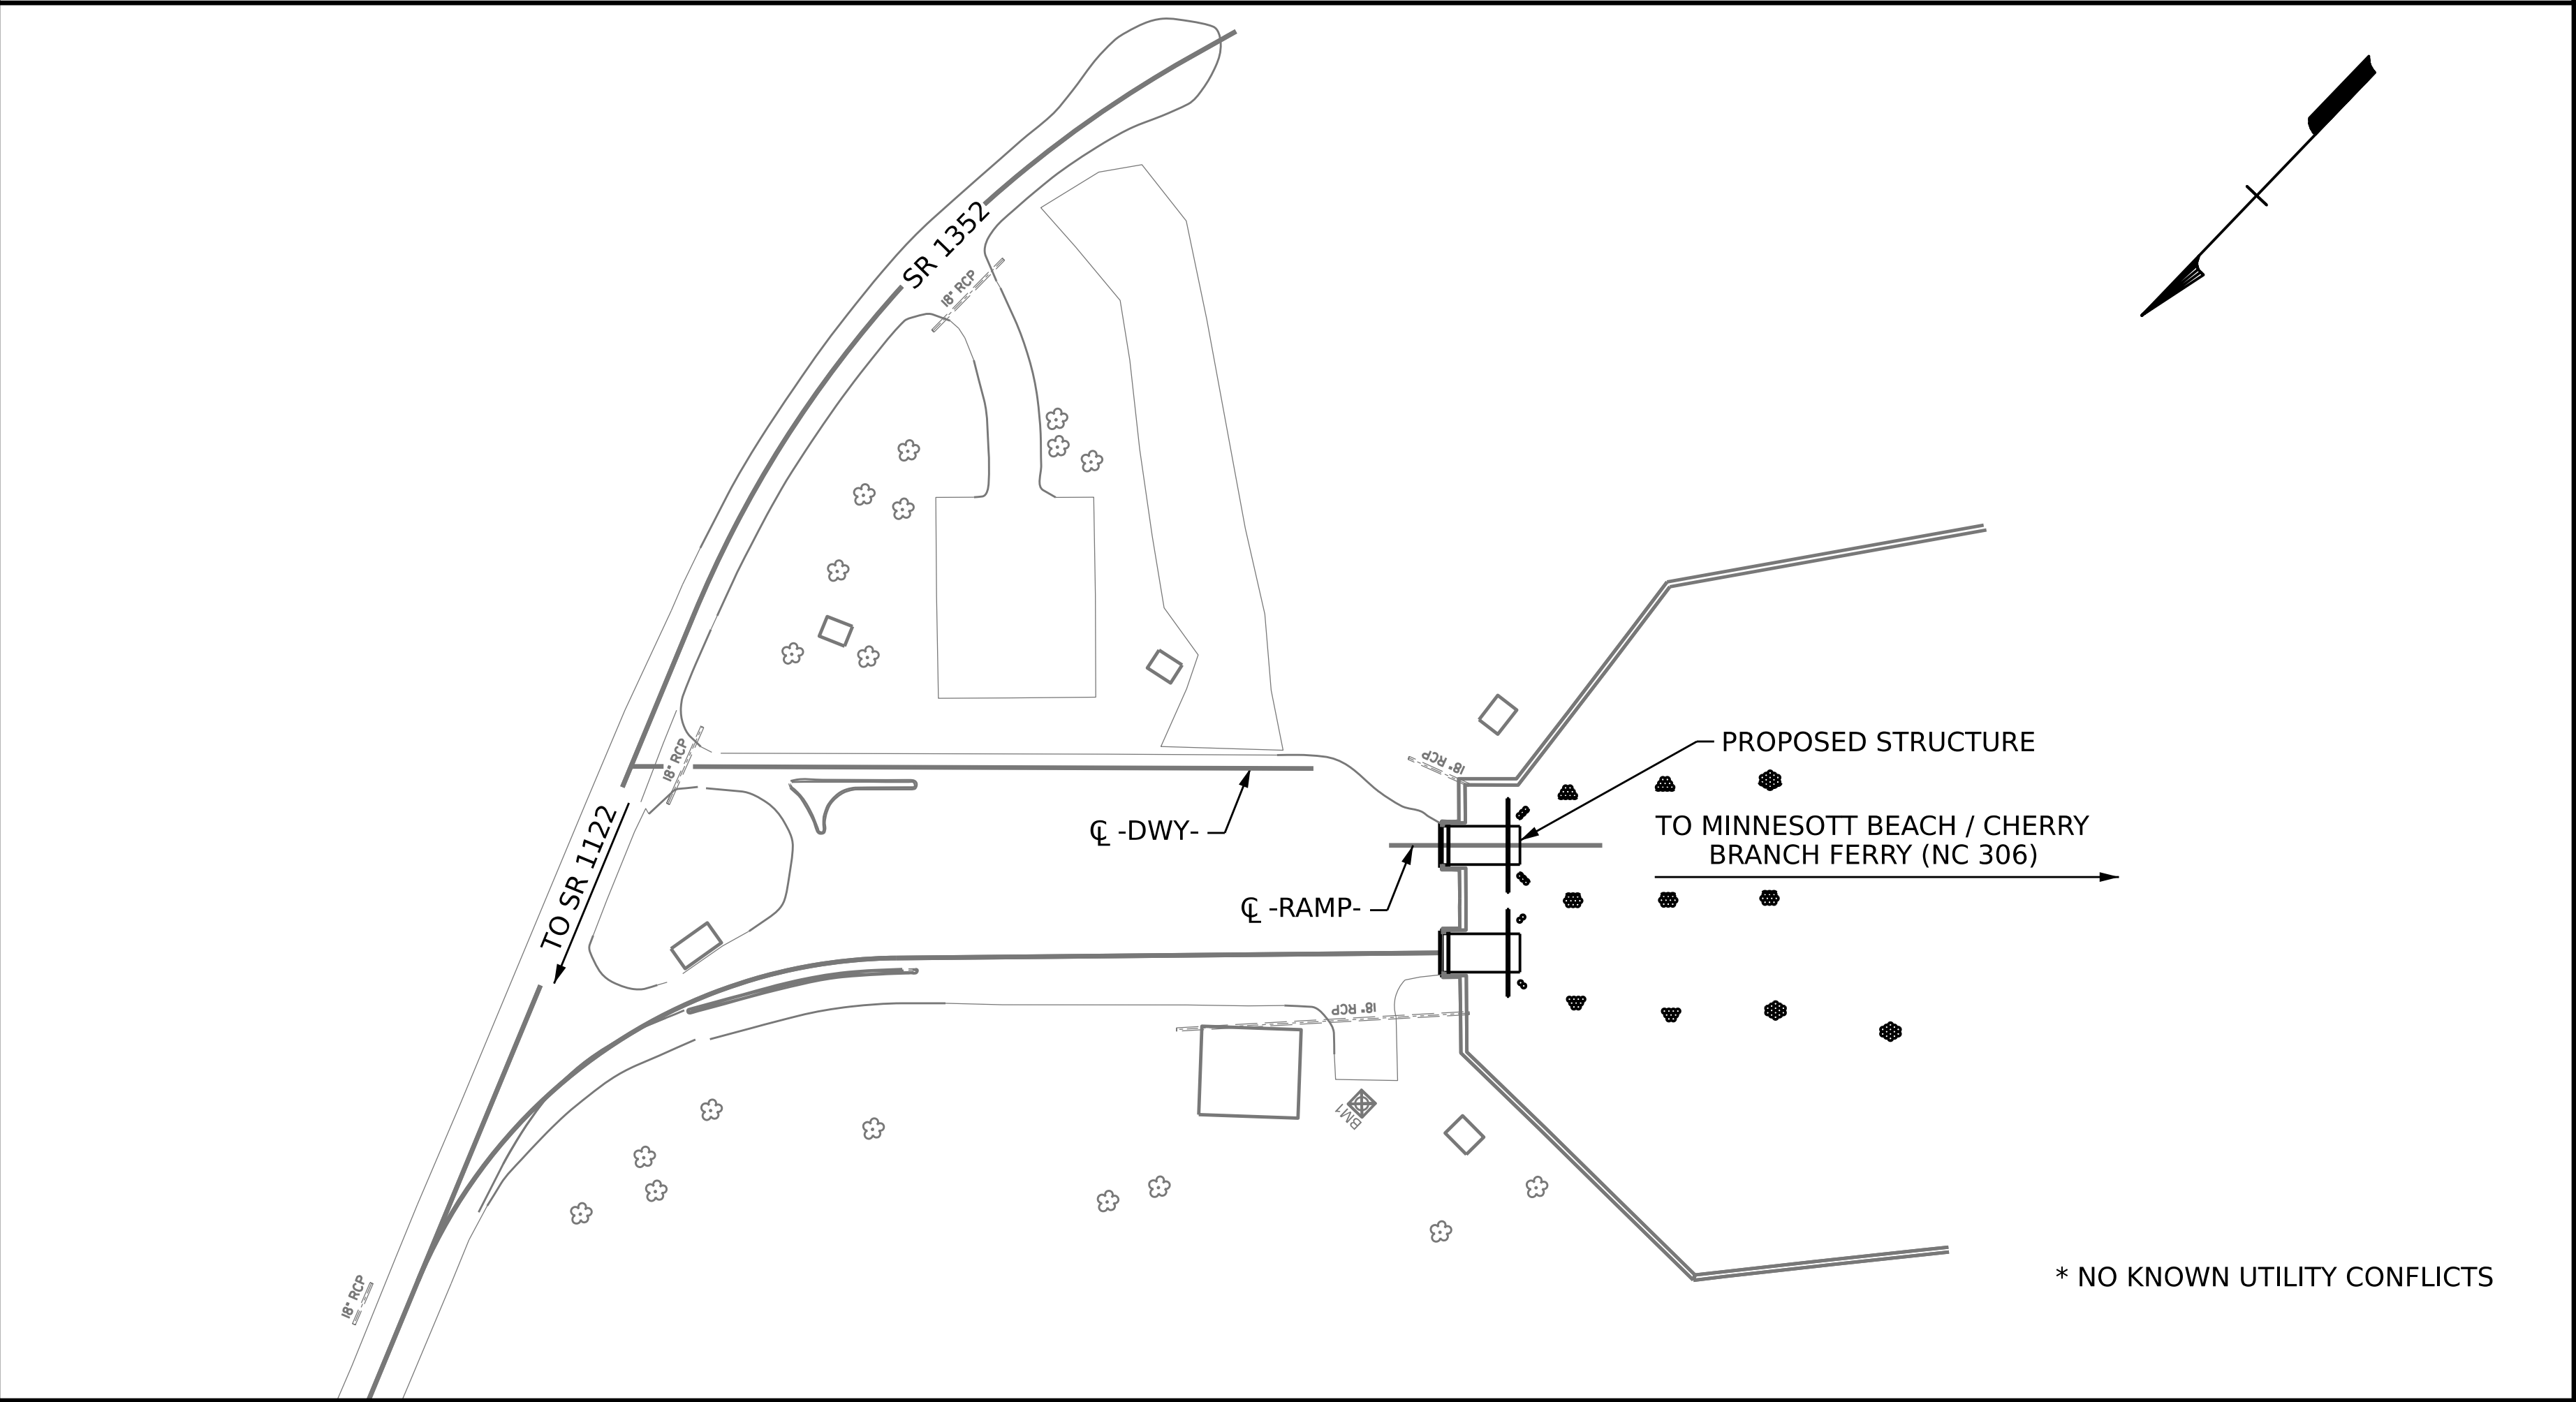 SR 1352
18" RCP
18" RCP
18" RCP
PROPOSED STRUCTURE
TO MINNESOTT BEACH / CHERRY
BRANCH FERRY (NC 306)
℄ -DWY-
℄ -RAMP-
TO SR 1122
18" RCP
BM1
18" RCP
* NO KNOWN UTILITY CONFLICTS